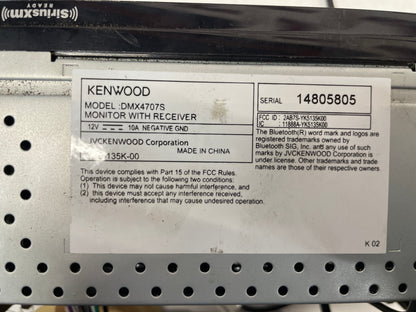 ((SiriusXm))
READY
KENWOOD
MODEL :DMX4707S
MONITOR WITH RECEIVER
12V 10A NEGATIVE GND
JVCKENWOOD Corporation
MADE IN CHINA
135K-00
SERIAL 14805805
FCC ID : 2AB7S-YK5135K00
IC : 11888A-YK5135K00
The Bluetooth(R) word mark and logos are
registered trademarks owned by
Bluetooth SIG, Inc. and any use of such
marks by JVCKENWOOD Corporation is
under license. Other trademarks and trade
names are those of their respective owners.
This device complies with Part 15 of the FCC Rules.
Operation is subject to the following two conditions:
(1) This device may not cause harmful interference, and
(2) this device must accept any interference received,
including interference that may cause undesired operation.
K 02